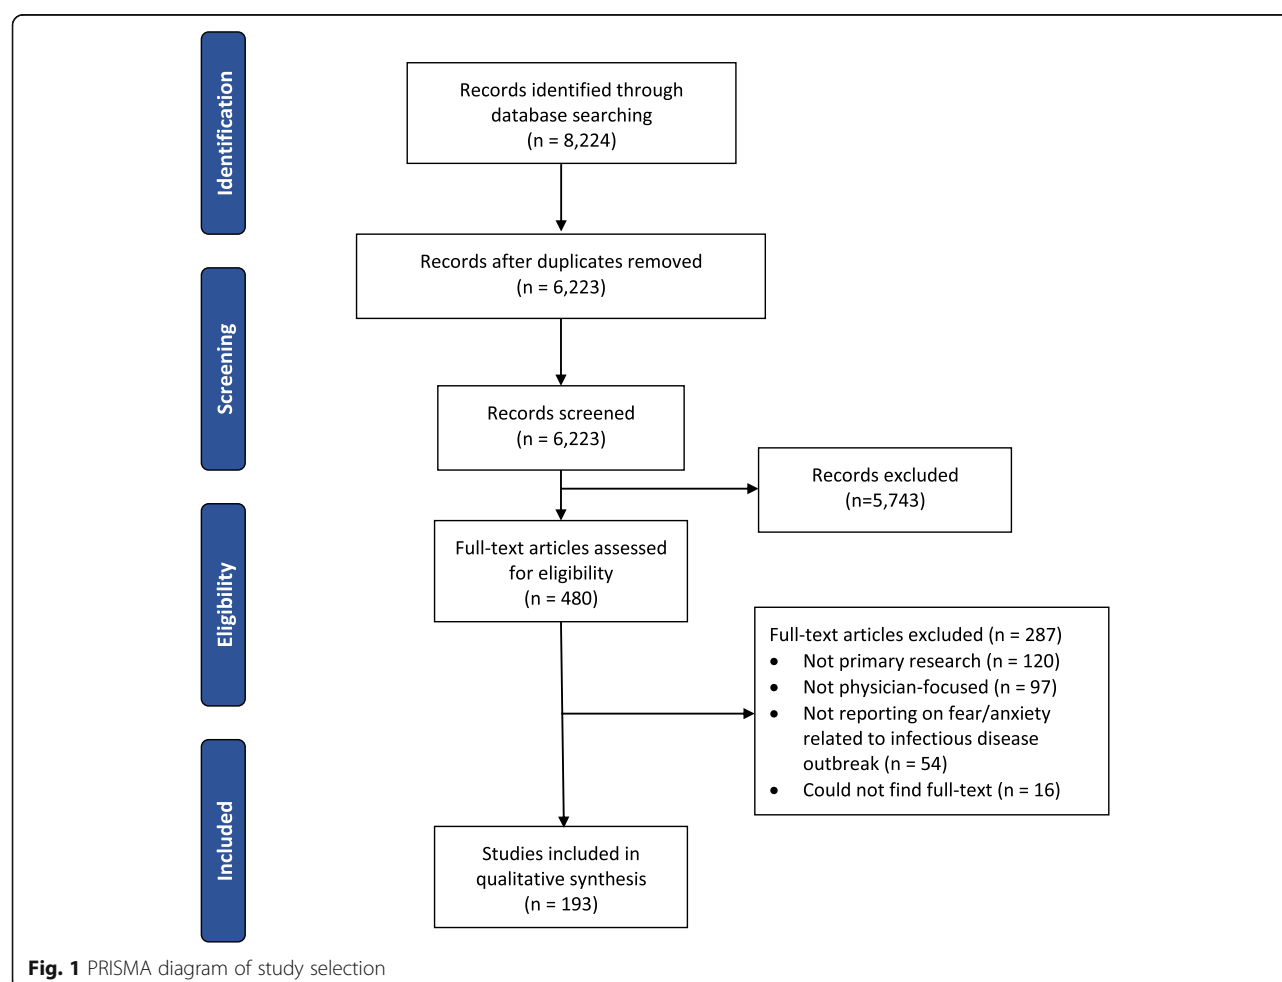 Identification
Records identified through
database searching
(n = 8,224)
Records after duplicates removed
(n = 6,223)
Screening
Records screened
(n = 6,223)
Records excluded
(n=5,743)
Eligibility
Full-text articles assessed
for eligibility
(n = 480)
Full-text articles excluded (n = 287)
• Not primary research (n = 120)
• Not physician-focused (n = 97)
• Not reporting on fear/anxiety
related to infectious disease
outbreak (n = 54)
• Could not find full-text (n = 16)
Included
Studies included in
qualitative synthesis
(n = 193)
Fig. 1 PRISMA diagram of study selection